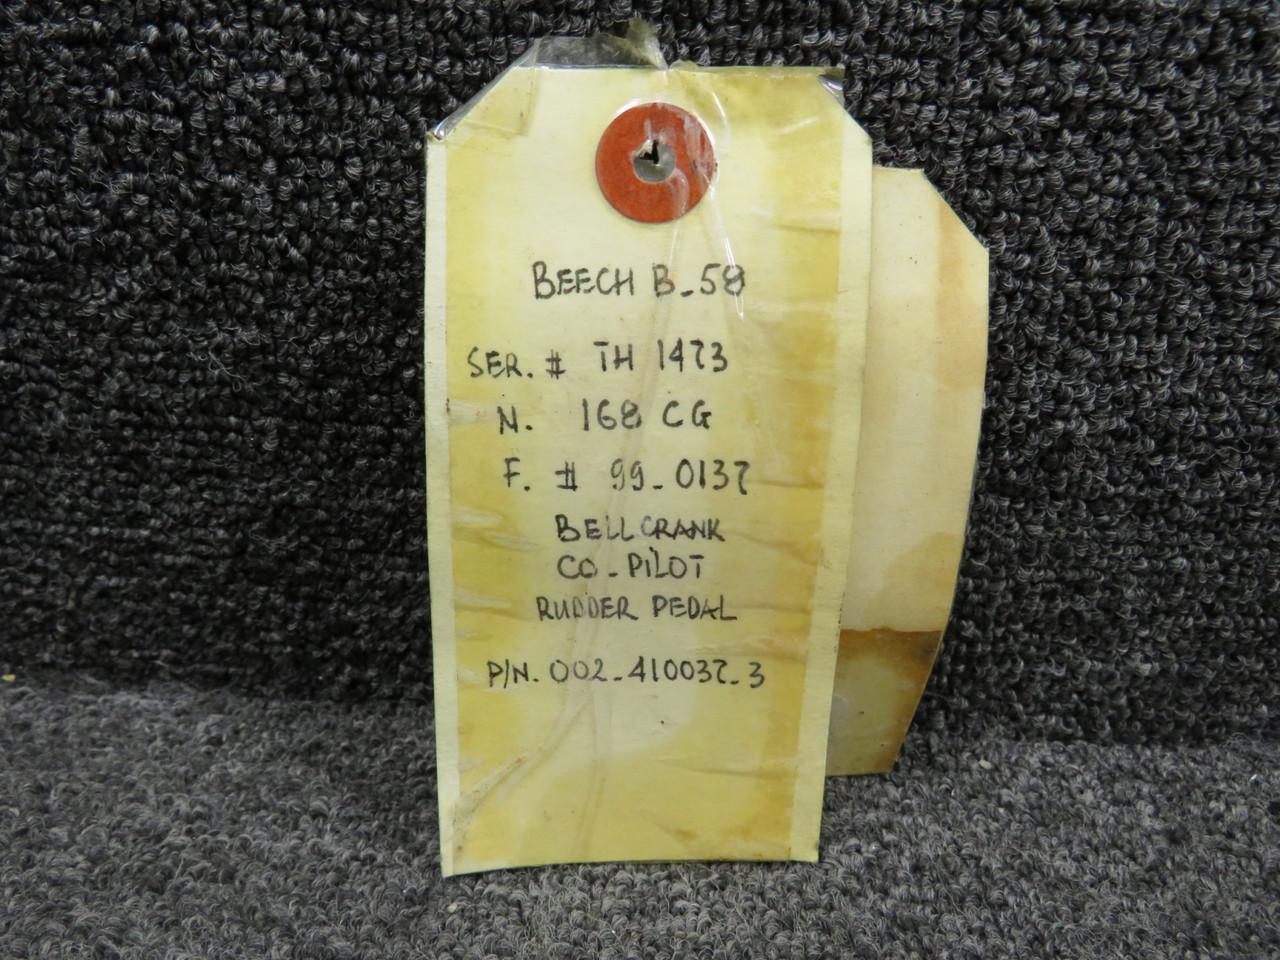 BEECH B-58
SER. # TH 1473
N. 168 CG
F. # 99-0137
BELLCRANK
CO-PILOT
RUDDER PEDAL
P/N. 002-410037-3